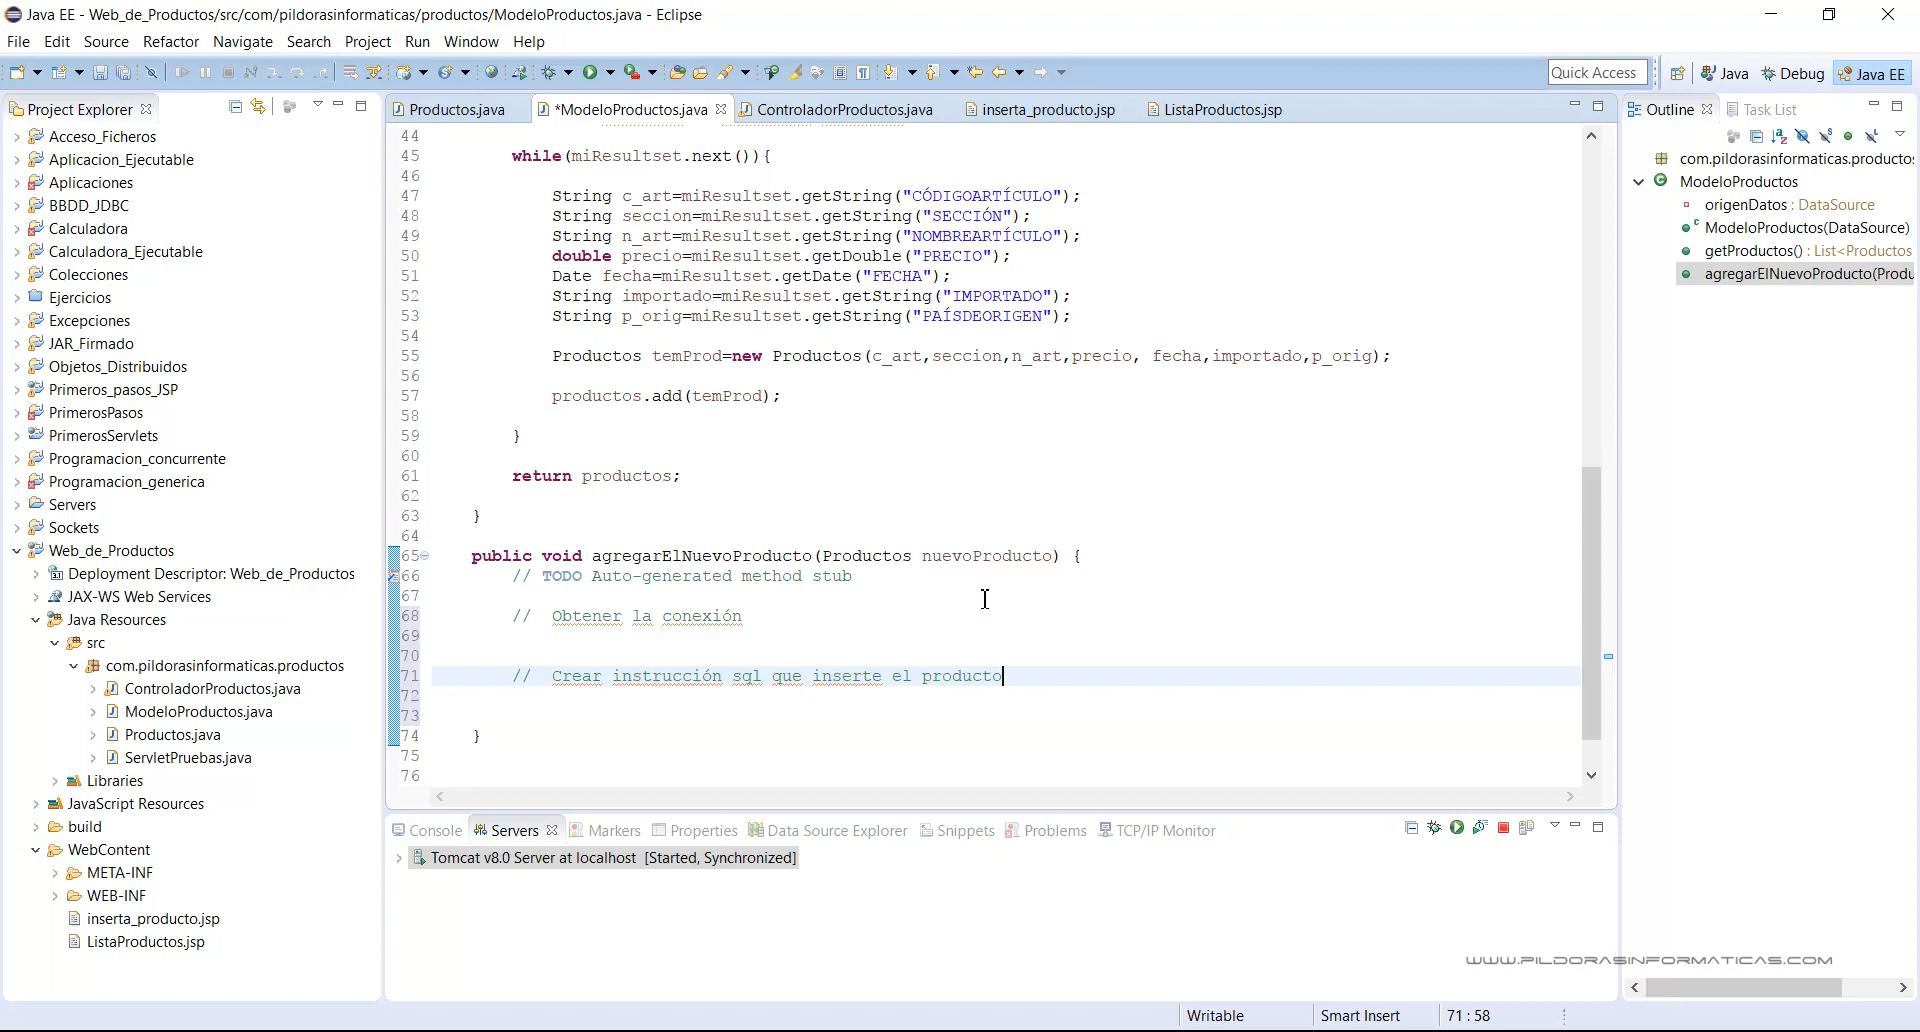 Java EE - Web_de_Productos/src/com/pildorasinformaticas/productos/ModeloProductos.java - Eclipse
File Edit Source Refactor Navigate Search Project Run Window Help
Quick Access Java Debug Java EE
Project Explorer
Acceso_Ficheros
Aplicacion_Ejecutable
Aplicaciones
BBDD_JDBC
Calculadora
Calculadora_Ejecutable
Colecciones
Ejercicios
Excepciones
JAR_Firmado
Objetos_Distribuidos
Primeros_pasos_JSP
PrimerosPasos
PrimerosServlets
Programacion_concurrente
Programacion_generica
Servers
Sockets
Web_de_Productos
Deployment Descriptor: Web_de_Productos
JAX-WS Web Services
Java Resources
src
com.pildorasinformaticas.productos
ControladorProductos.java
ModeloProductos.java
Productos.java
ServletPruebas.java
Libraries
JavaScript Resources
build
WebContent
META-INF
WEB-INF
inserta_producto.jsp
ListaProductos.jsp
Productos.java *ModeloProductos.java ControladorProductos.java inserta_producto.jsp ListaProductos.jsp
44
45 while(miResultset.next()){
46
47 String c_art=miResultset.getString("CÓDIGOARTÍCULO");
48 String seccion=miResultset.getString("SECCIÓN");
49 String n_art=miResultset.getString("NOMBREARTÍCULO");
50 double precio=miResultset.getDouble("PRECIO");
51 Date fecha=miResultset.getDate("FECHA");
52 String importado=miResultset.getString("IMPORTADO");
53 String p_orig=miResultset.getString("PAÍSDEORIGEN");
54
55 Productos temProd=new Productos(c_art,seccion,n_art,precio, fecha,importado,p_orig);
56
57 productos.add(temProd);
58
59 }
60
61 return productos;
62
63 }
64
65 public void agregarElNuevoProducto(Productos nuevoProducto) {
66 // TODO Auto-generated method stub
67
68 // Obtener la conexión
69
70
71 // Crear instrucción sql que inserte el producto
72
73
74 }
75
76
Console Servers Markers Properties Data Source Explorer Snippets Problems TCP/IP Monitor
Tomcat v8.0 Server at localhost [Started, Synchronized]
Outline Task List
com.pildorasinformaticas.productos
ModeloProductos
origenDatos : DataSource
ModeloProductos(DataSource)
getProductos() : List<Productos
agregarElNuevoProducto(Produ
WWW.PILDORASINFORMATICAS.COM
Writable Smart Insert 71 : 58